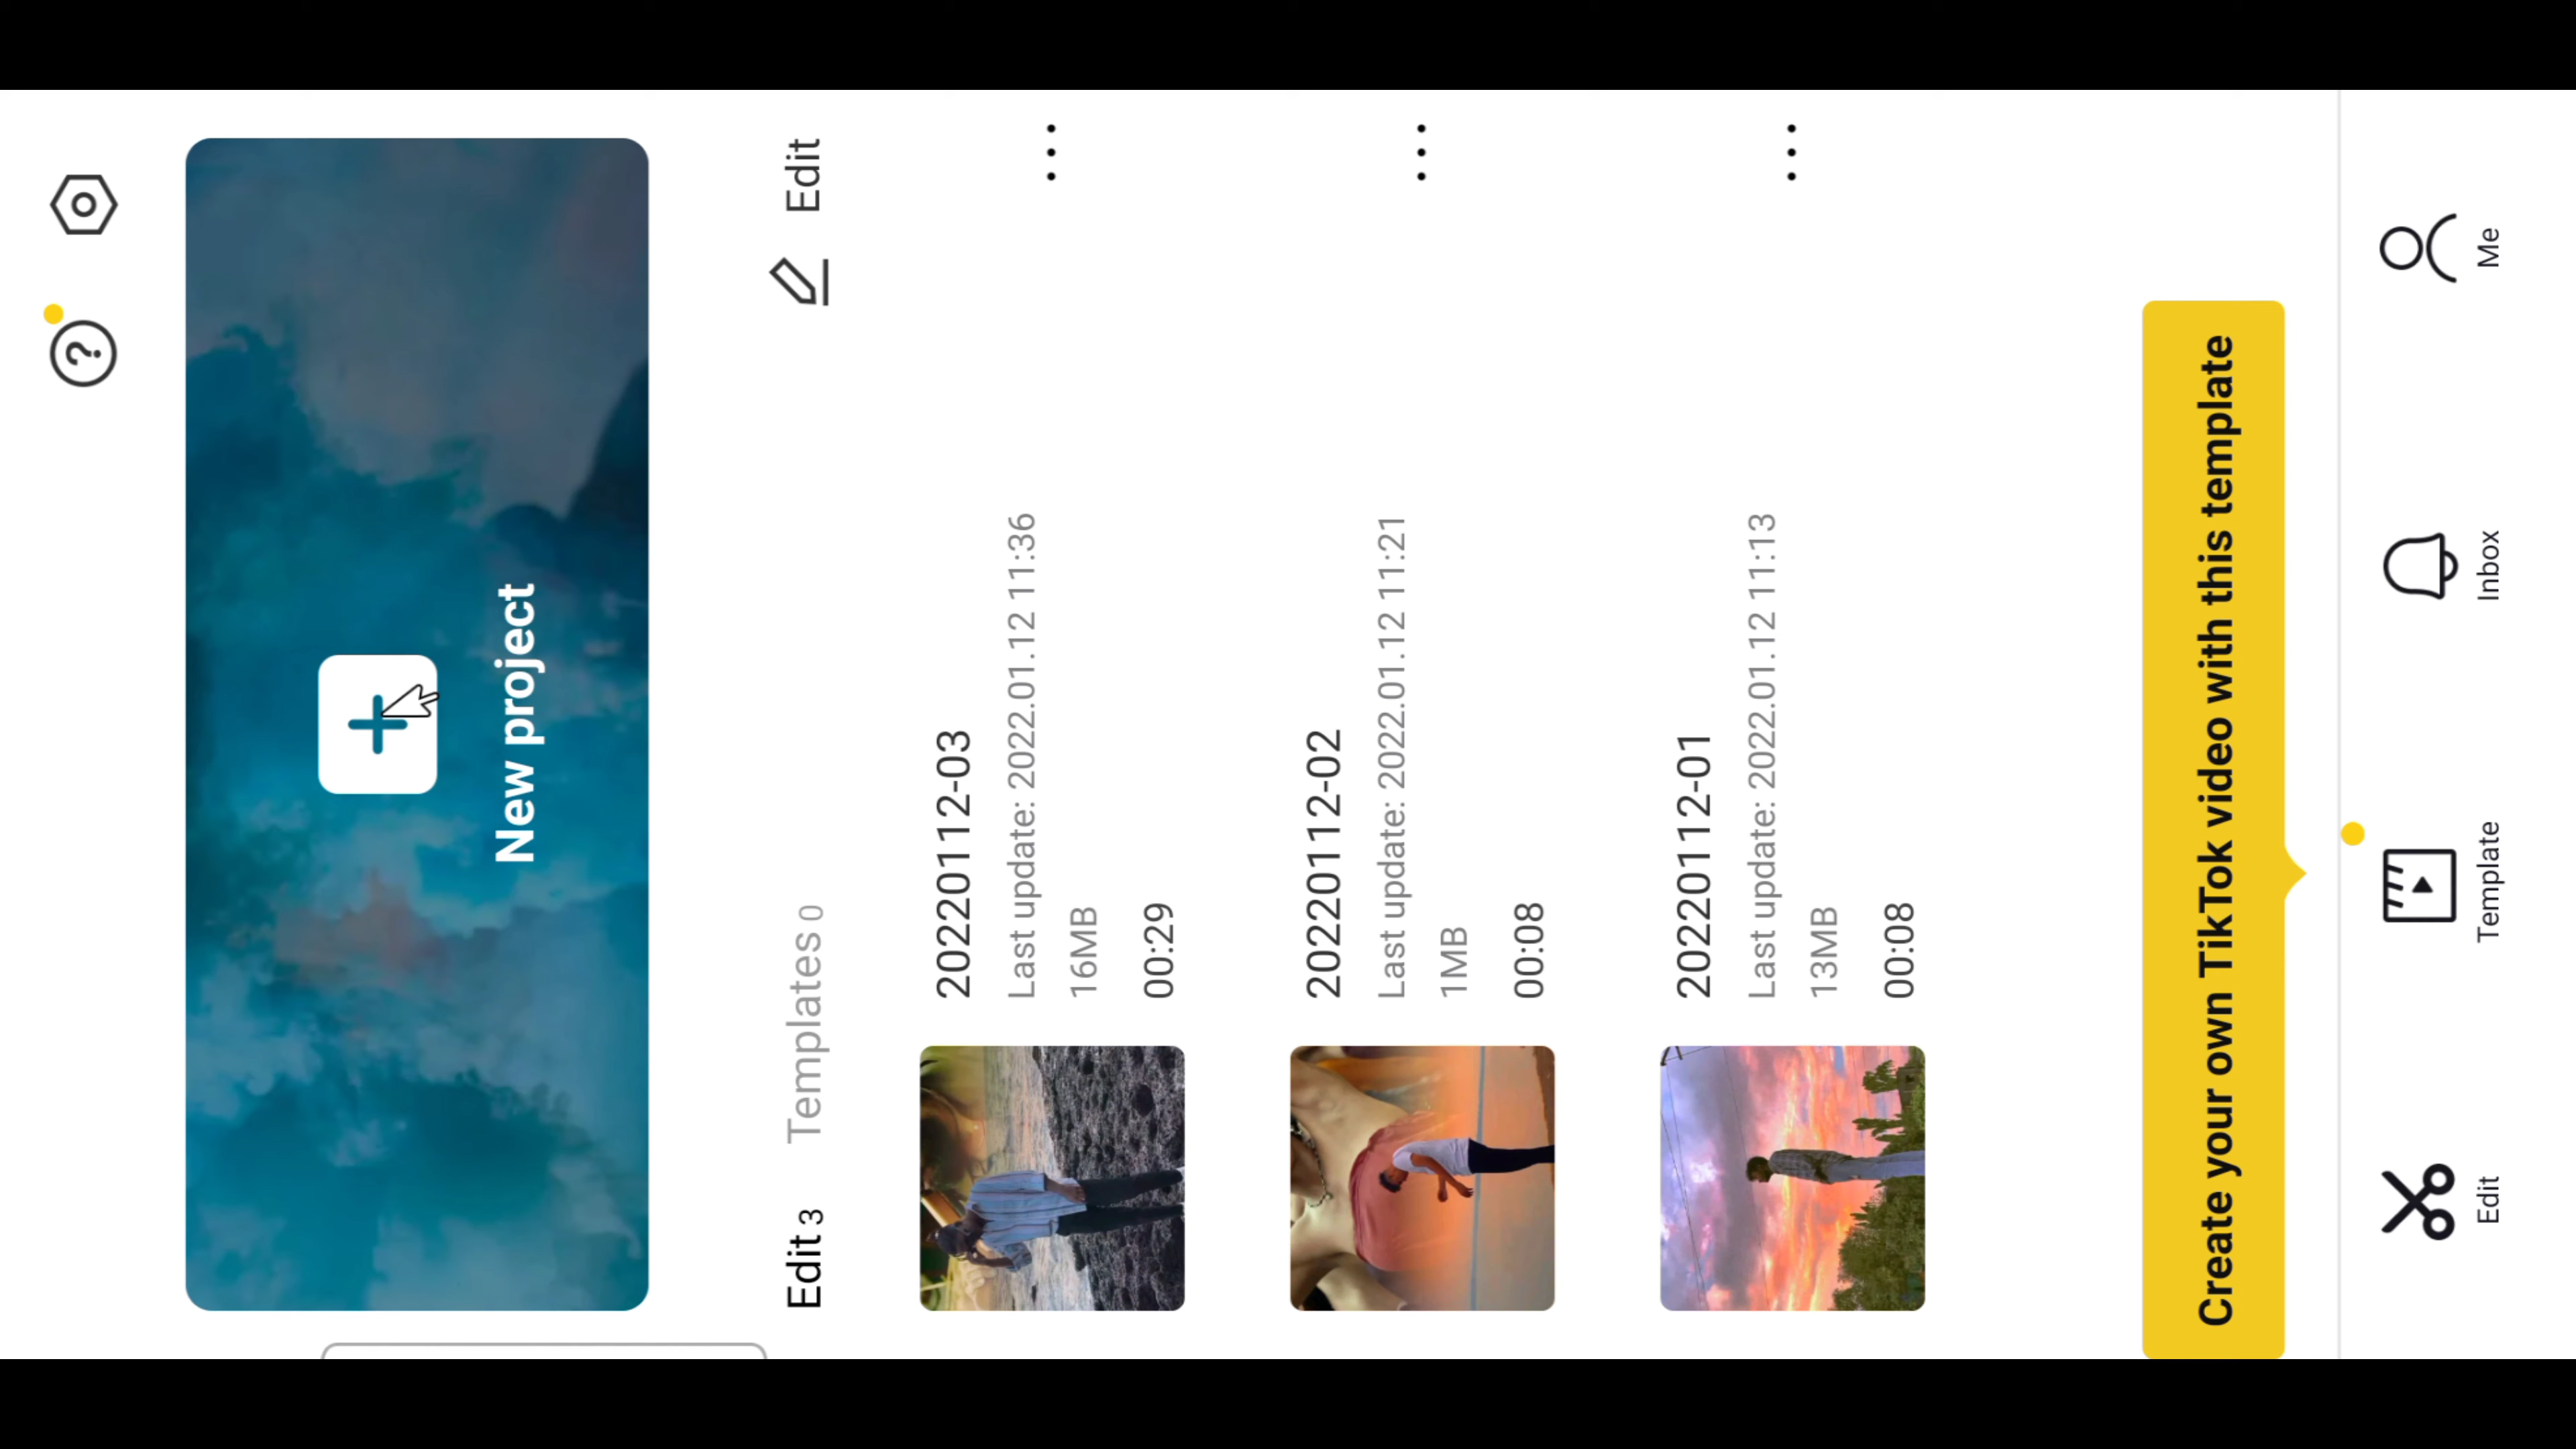 New project
Edit 3
Templates 0
Edit
20220112-03
Last update: 2022.01.12 11:36
16MB
00:29
20220112-02
Last update: 2022.01.12 11:21
1MB
00:08
20220112-01
Last update: 2022.01.12 11:13
13MB
00:08
Create your own TikTok video with this template
Edit
Template
Inbox
Me